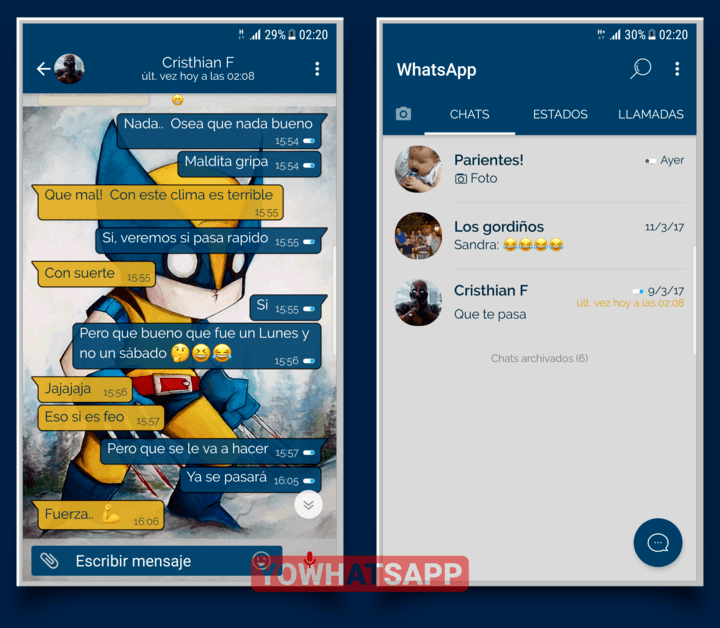 29% 02:20
Cristhian F
últ. vez hoy a las 02:08
Nada.. Osea que nada bueno
15:54
Maldita gripa 15:54
Que mal! Con este clima es terrible
15:55
Si, veremos si pasa rapido 15:55
Con suerte 15:55
Si 15:55
Pero que bueno que fue un Lunes y
no un sábado 🤔😆😂 15:56
Jajajaja 15:56
Eso si es feo 15:57
Pero que se le va a hacer 15:57
Ya se pasará 16:05
Fuerza.. 💪 16:06
Escribir mensaje
H+ 30% 02:20
WhatsApp
CHATS ESTADOS LLAMADAS
Parientes! Ayer
Foto
Los gordiños 11/3/17
Sandra: 😂😂😂😂
Cristhian F 9/3/17
últ. vez hoy a las 02:08
Que te pasa
Chats archivados (6)
YOWHATSAPP